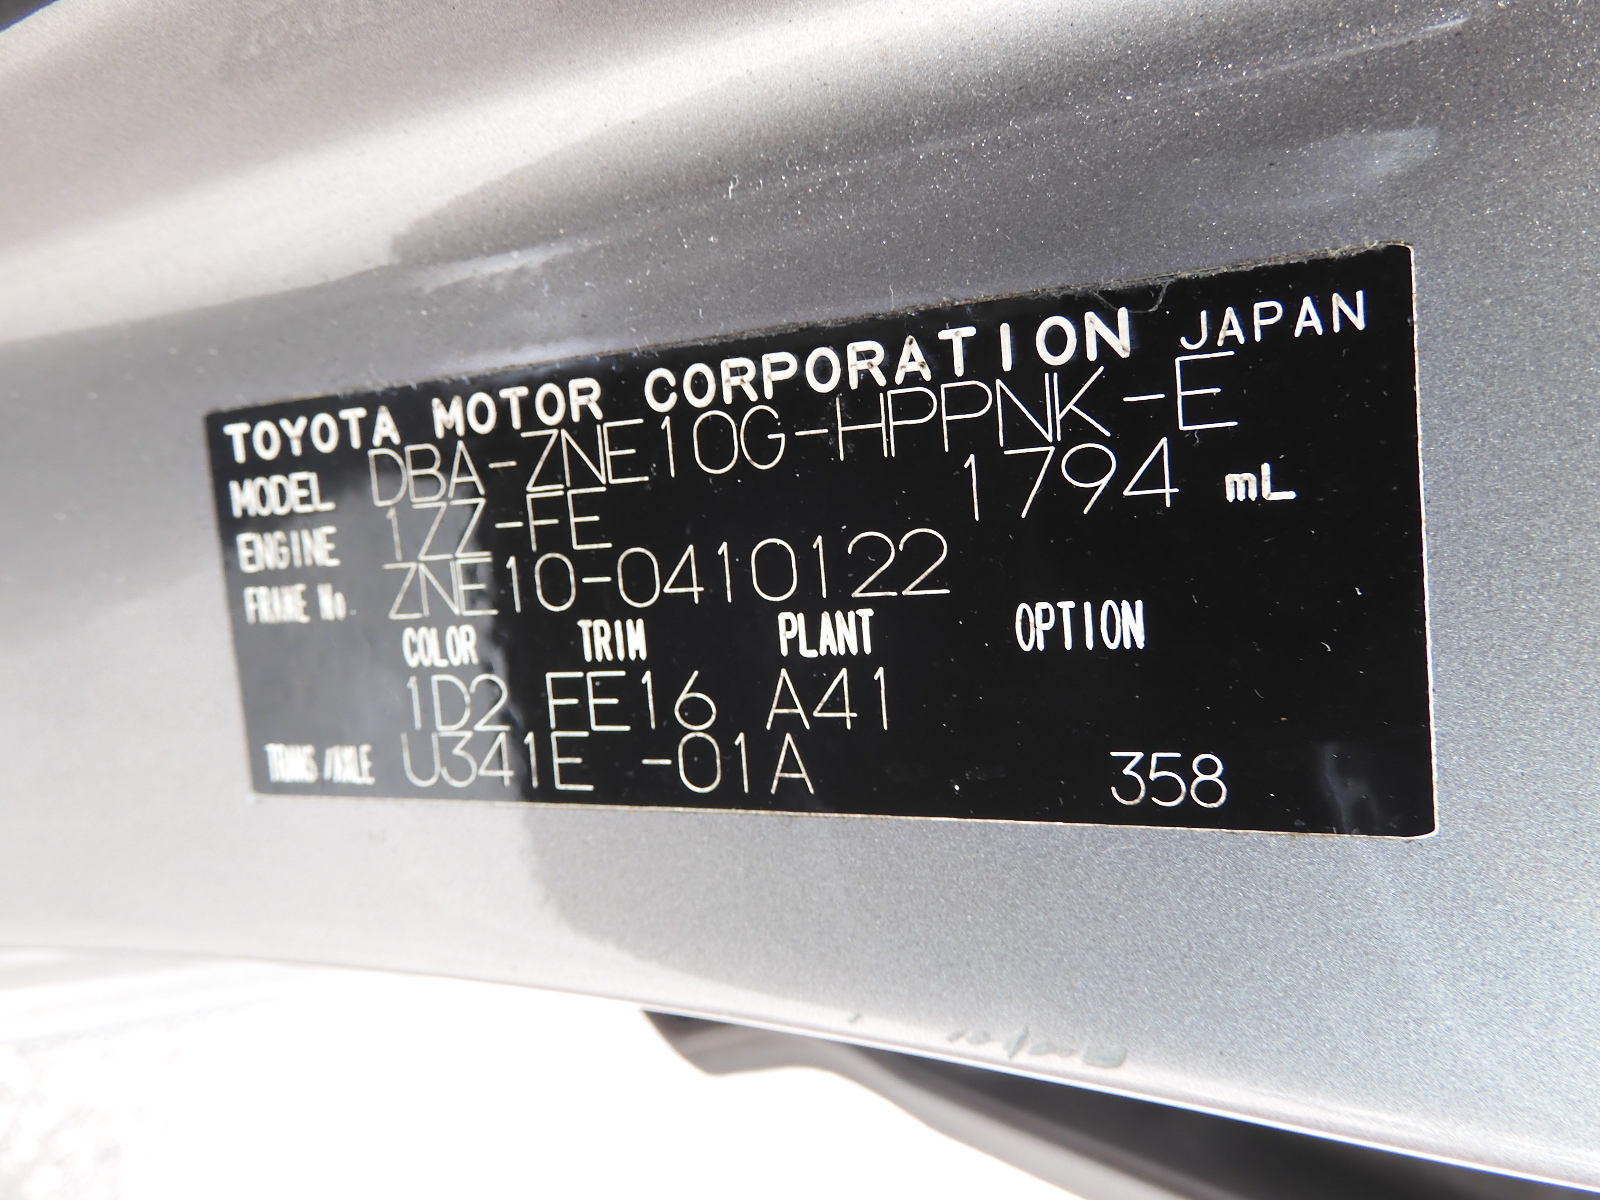 TOYOTA MOTOR CORPORATION JAPAN
MODEL DBA-ZNE10G-HPPNK-E
ENGINE 1ZZ-FE 1794 mL
FRAME No. ZNE10-0410122
COLOR TRIM PLANT OPTION
1D2 FE16 A41
TRANS/AXLE U341E -01A 358